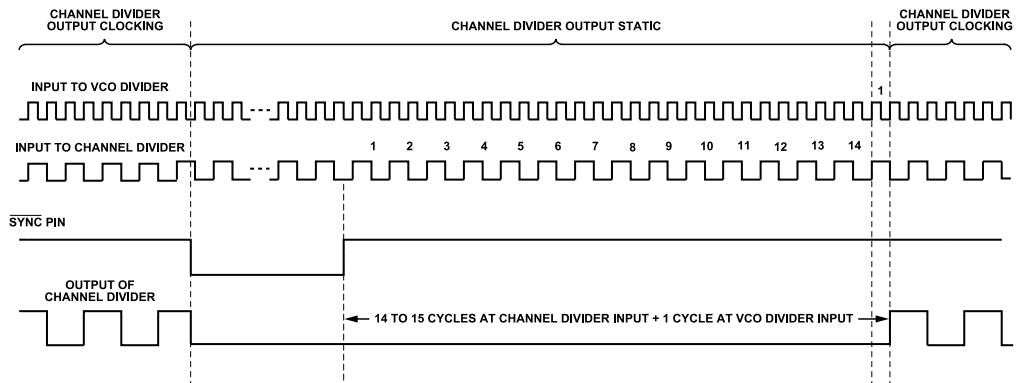 CHANNEL DIVIDER
OUTPUT CLOCKING
CHANNEL DIVIDER OUTPUT STATIC
CHANNEL DIVIDER
OUTPUT CLOCKING
INPUT TO VCO DIVIDER
1
INPUT TO CHANNEL DIVIDER
1 2 3 4 5 6 7 8 9 10 11 12 13 14
SYNC PIN
OUTPUT OF
CHANNEL DIVIDER
14 TO 15 CYCLES AT CHANNEL DIVIDER INPUT + 1 CYCLE AT VCO DIVIDER INPUT